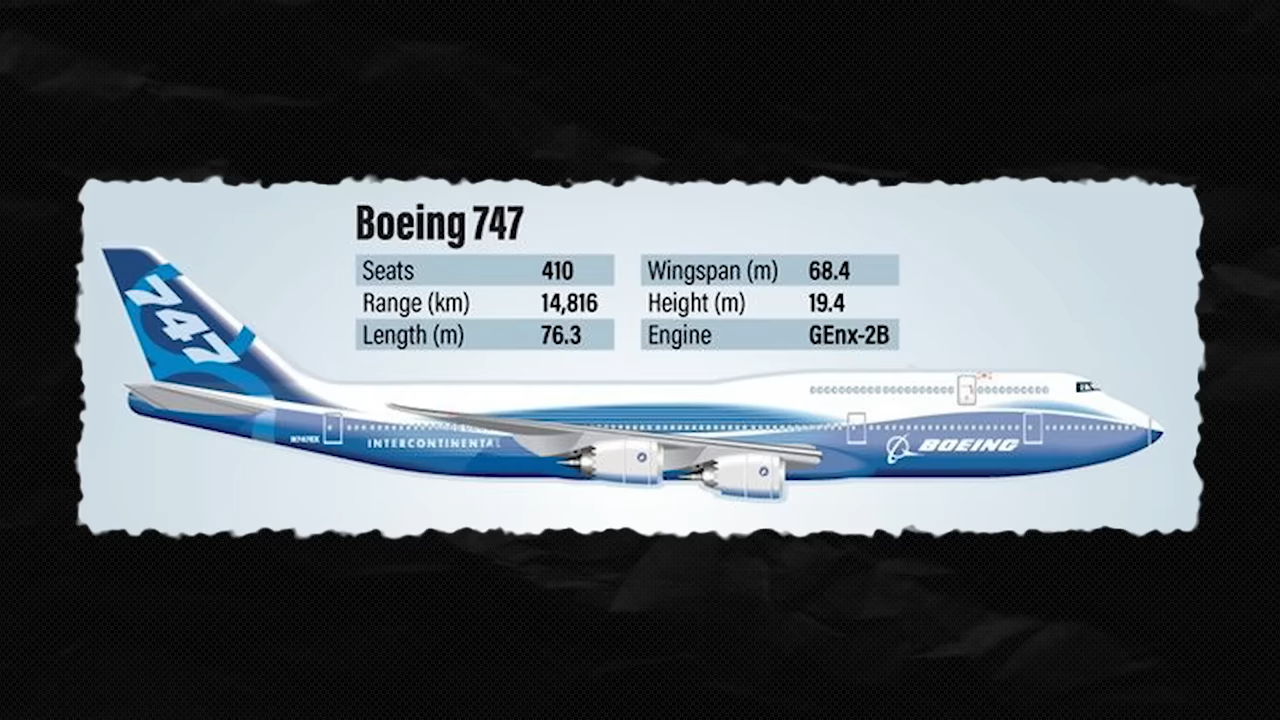 Boeing 747
Seats 410
Range (km) 14,816
Length (m) 76.3
Wingspan (m) 68.4
Height (m) 19.4
Engine GEnx-2B
747
INTERCONTINENTAL
BOEING